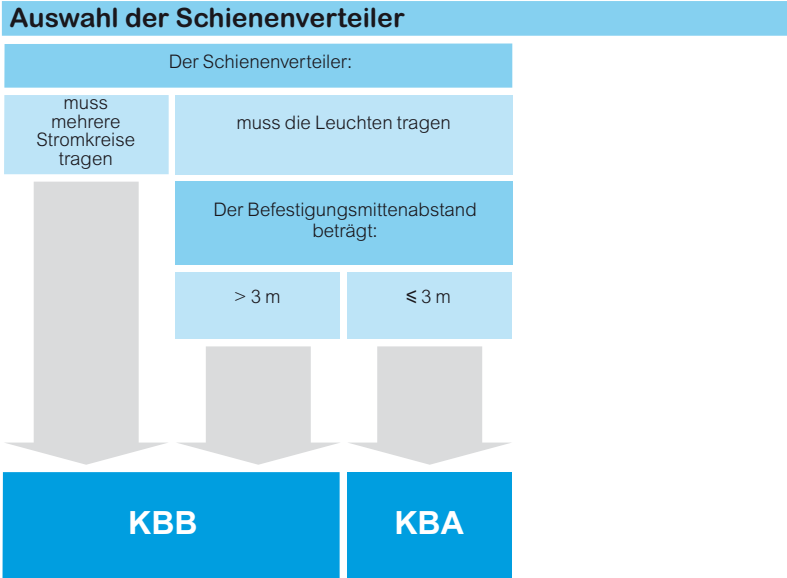 Auswahl der Schienenverteiler
Der Schienenverteiler:
muss
mehrere
Stromkreise
tragen
muss die Leuchten tragen
Der Befestigungsmittenabstand
beträgt:
> 3 m
⩽ 3 m
KBB
KBA